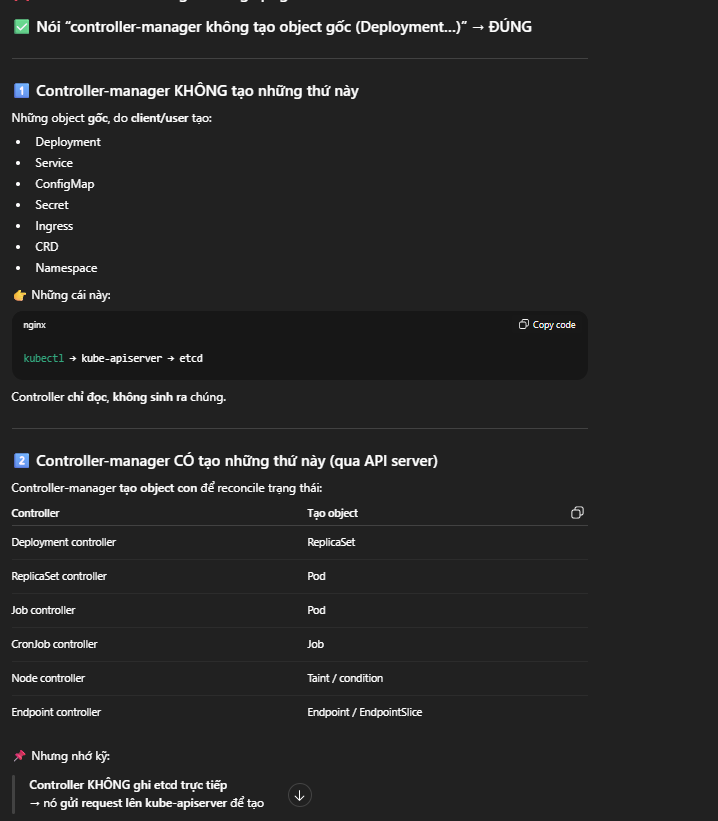 ✅ Nói “controller-manager không tạo object gốc (Deployment...)” → ĐÚNG
1️⃣ Controller-manager KHÔNG tạo những thứ này
Những object gốc, do client/user tạo:
• Deployment
• Service
• ConfigMap
• Secret
• Ingress
• CRD
• Namespace
👉 Những cái này:
nginx Copy code
kubectl → kube-apiserver → etcd
Controller chỉ đọc, không sinh ra chúng.
2️⃣ Controller-manager CÓ tạo những thứ này (qua API server)
Controller-manager tạo object con để reconcile trạng thái:
Controller Tạo object
Deployment controller ReplicaSet
ReplicaSet controller Pod
Job controller Pod
CronJob controller Job
Node controller Taint / condition
Endpoint controller Endpoint / EndpointSlice
📌 Nhưng nhớ kỹ:
Controller KHÔNG ghi etcd trực tiếp
→ nó gửi request lên kube-apiserver để tạo